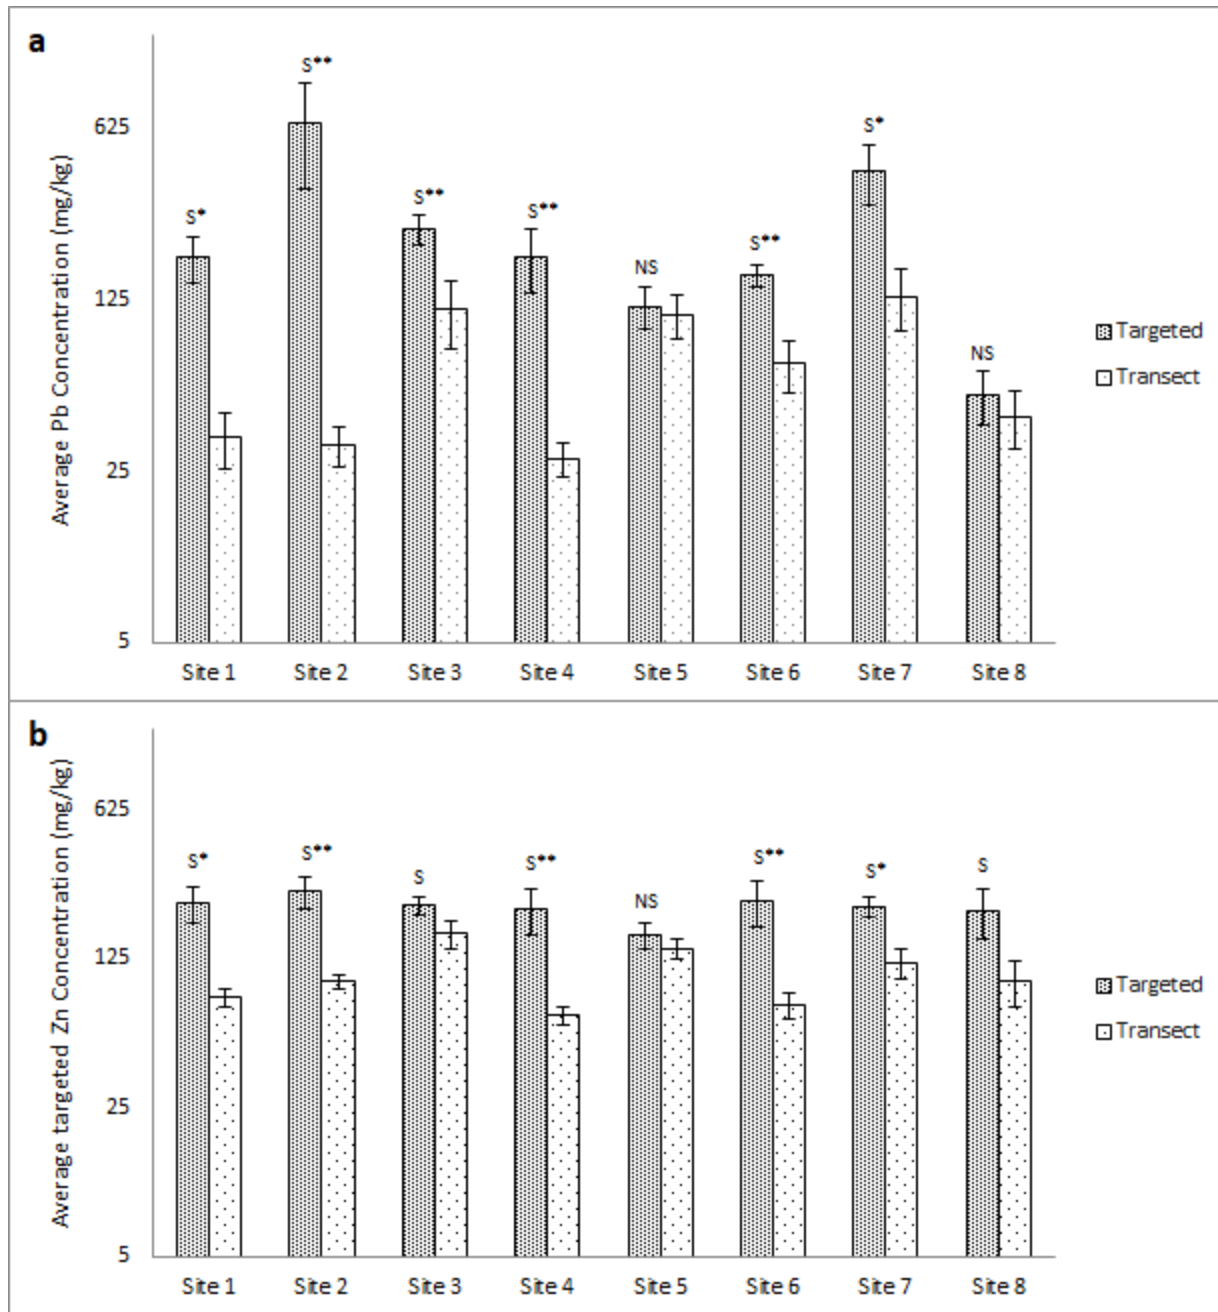 a
Average Pb Concentration (mg/kg)
625
125
25
5
S*
S**
S**
S**
NS
S**
S*
NS
Site 1 Site 2 Site 3 Site 4 Site 5 Site 6 Site 7 Site 8
Targeted
Transect
b
Average targeted Zn Concentration (mg/kg)
625
125
25
5
S*
S**
S
S**
NS
S**
S*
S
Site 1 Site 2 Site 3 Site 4 Site 5 Site 6 Site 7 Site 8
Targeted
Transect